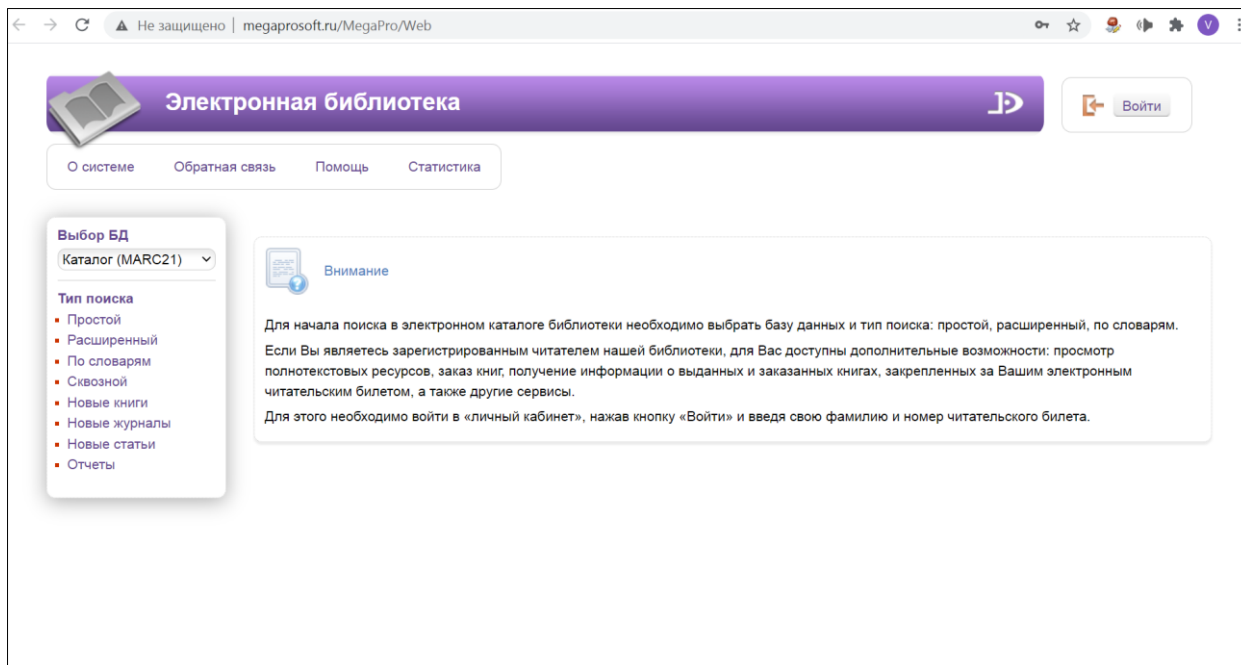 Не защищено megaprosoft.ru/MegaPro/Web
V
Электронная библиотека
Войти
О системе Обратная связь Помощь Статистика
Выбор БД
Каталог (MARC21)
Тип поиска
Простой
Расширенный
По словарям
Сквозной
Новые книги
Новые журналы
Новые статьи
Отчеты
Внимание
Для начала поиска в электронном каталоге библиотеки необходимо выбрать базу данных и тип поиска: простой, расширенный, по словарям.
Если Вы являетесь зарегистрированным читателем нашей библиотеки, для Вас доступны дополнительные возможности: просмотр
полнотекстовых ресурсов, заказ книг, получение информации о выданных и заказанных книгах, закрепленных за Вашим электронным
читательским билетом, а также другие сервисы.
Для этого необходимо войти в «личный кабинет», нажав кнопку «Войти» и введя свою фамилию и номер читательского билета.